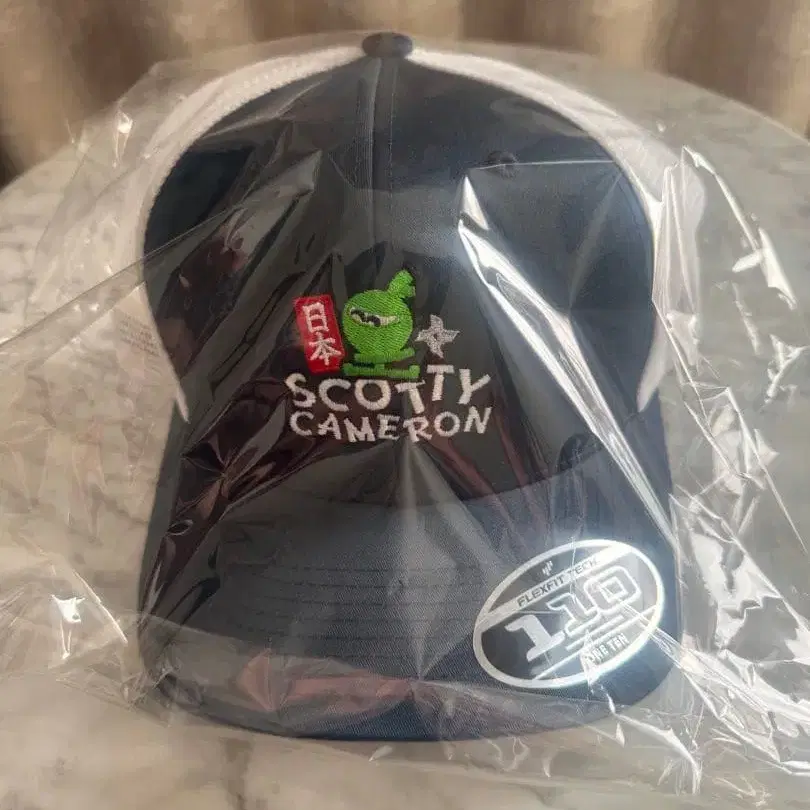 日本
SCOTTY
CAMERON
FLEXFIT TECH
110
ONE TEN